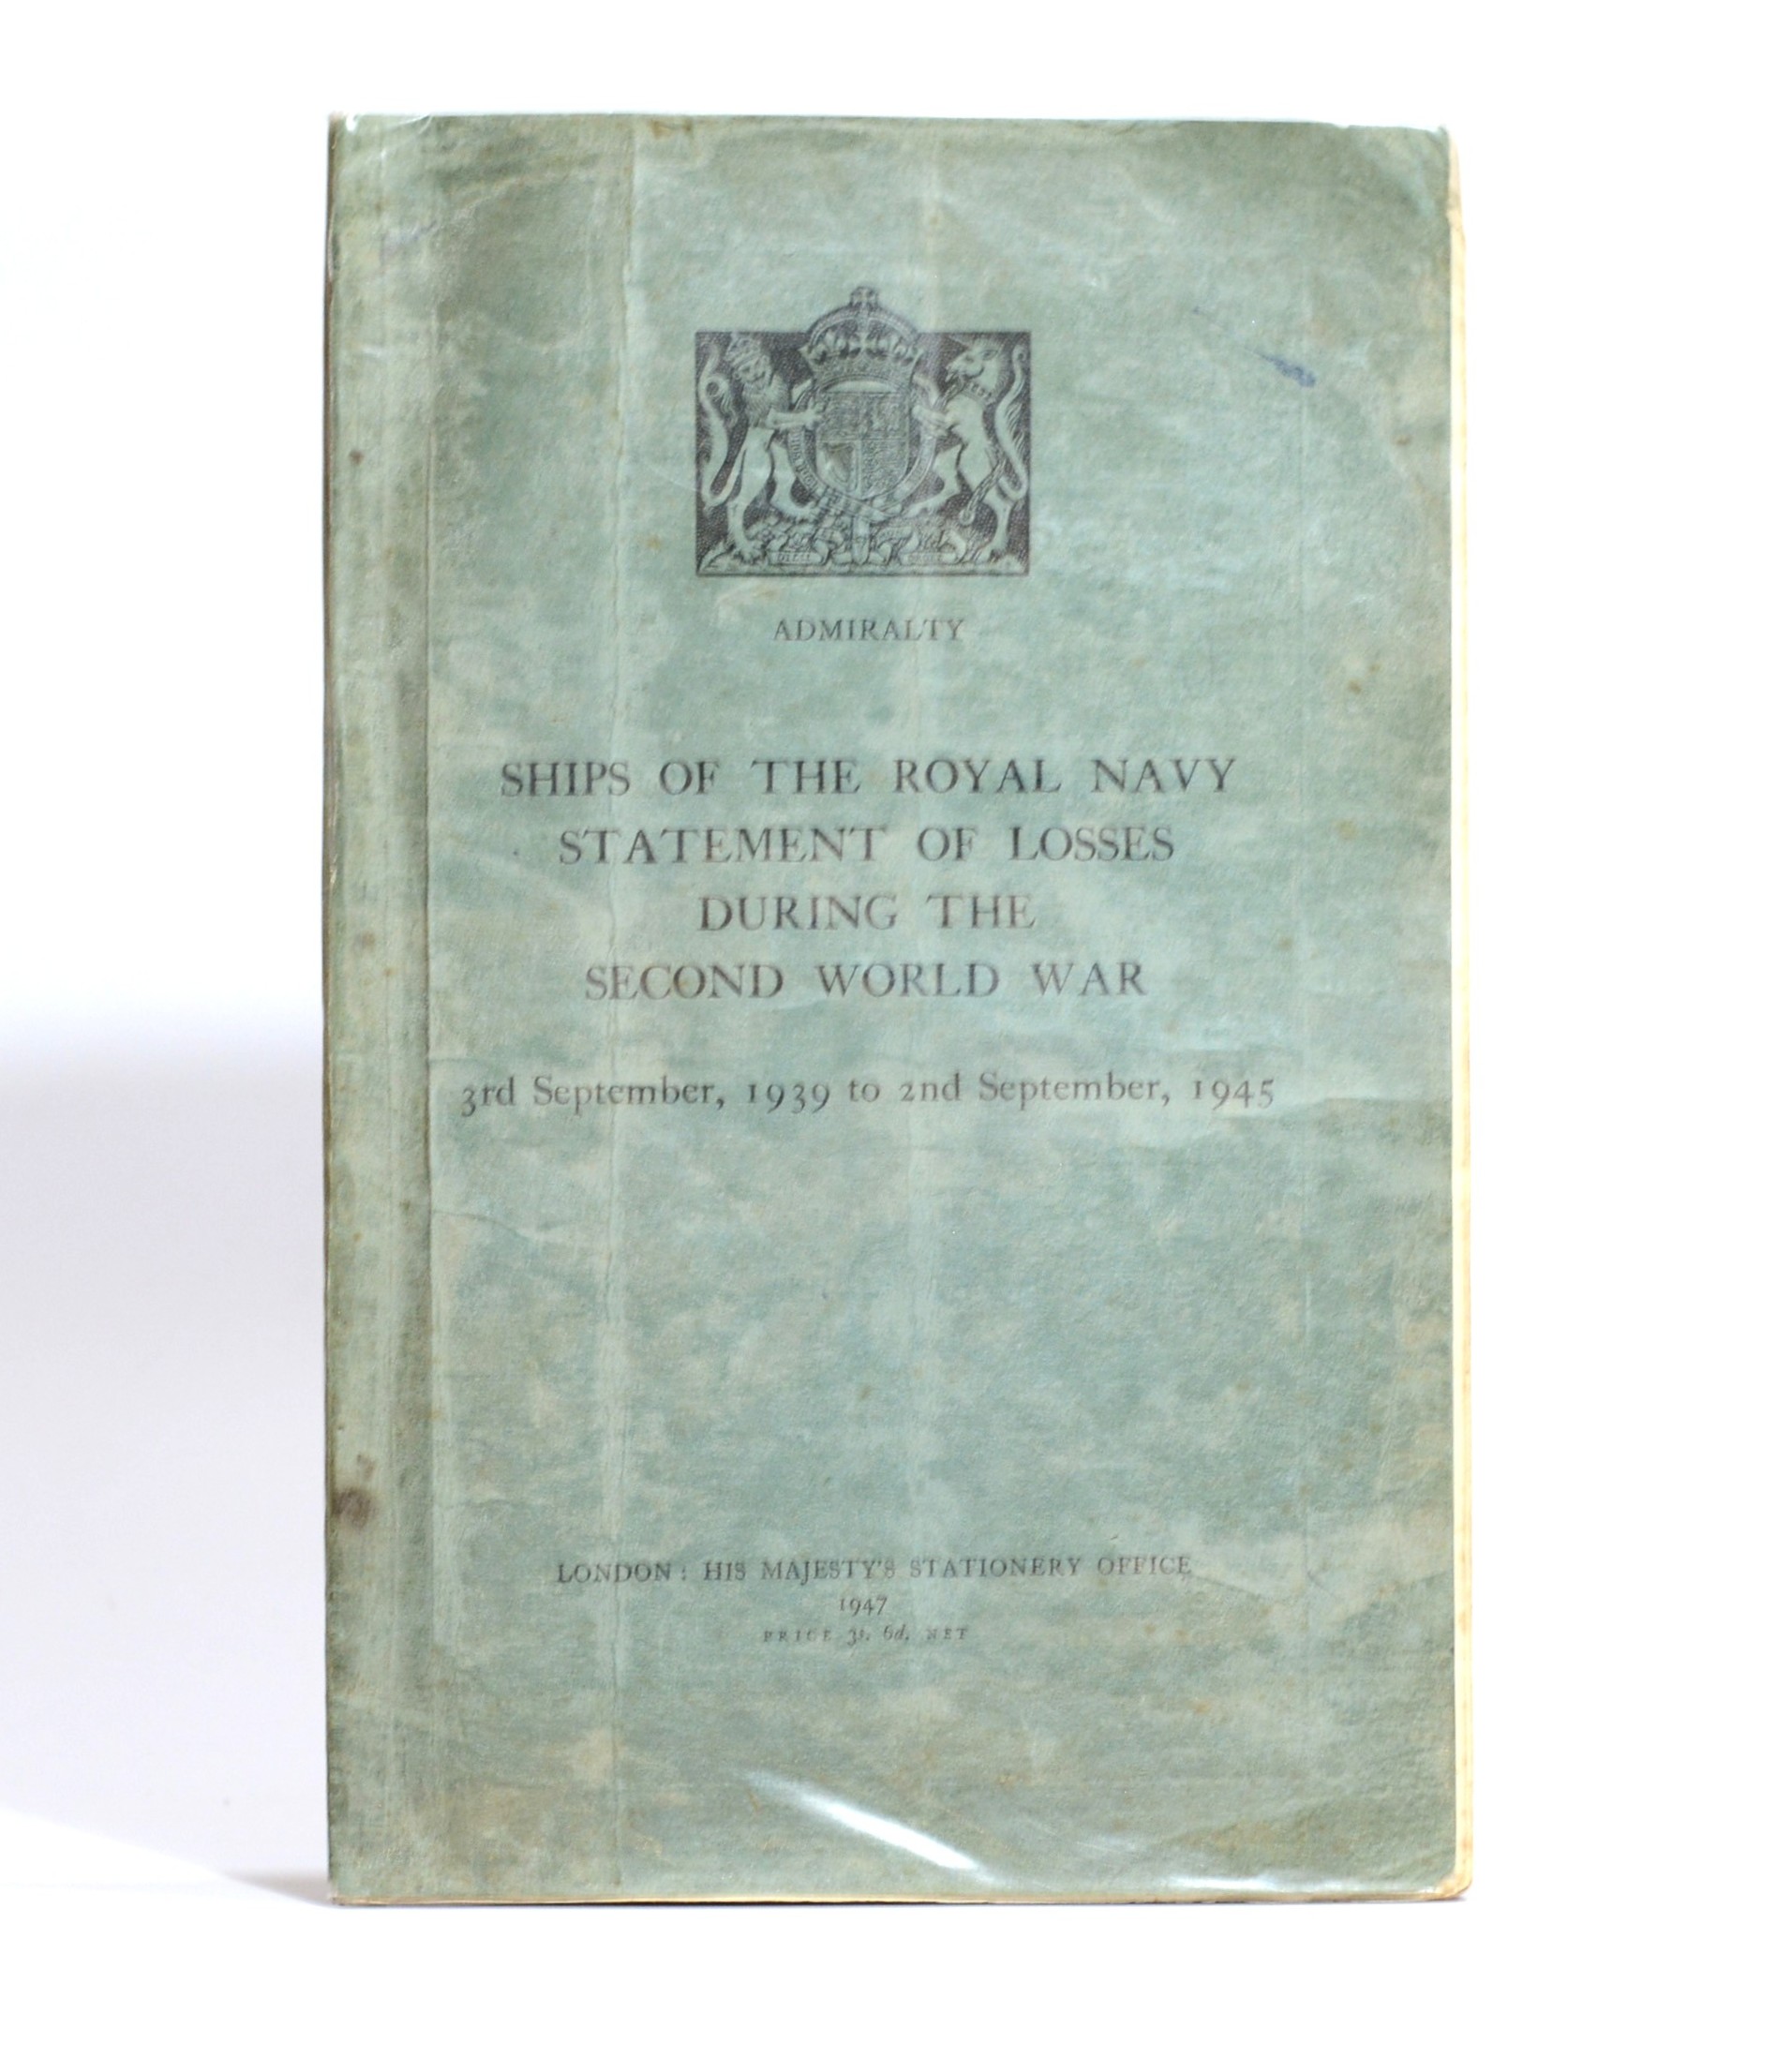 ADMIRALTY
SHIPS OF THE ROYAL NAVY
STATEMENT OF LOSSES
DURING THE
SECOND WORLD WAR
3rd September, 1939 to 2nd September, 1945
LONDON: HIS MAJESTY'S STATIONERY OFFICE
1947
PRICE 3s. 6d. NET